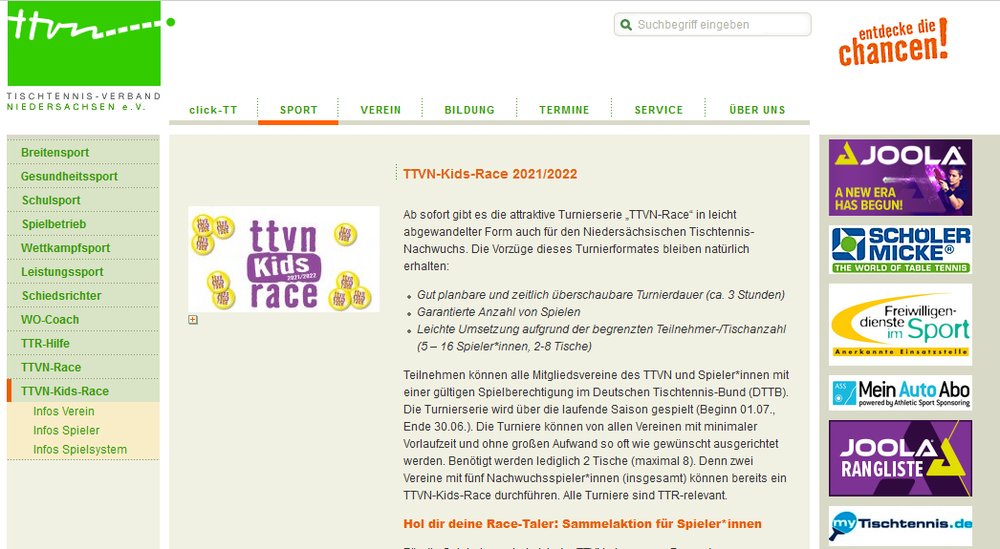 ttvn
TISCHTENNIS-VERBAND
NIEDERSACHSEN e.V.
Suchbegriff eingeben
entdecke die
chancen!
click-TT
SPORT
VEREIN
BILDUNG
TERMINE
SERVICE
ÜBER UNS
Breitensport
Gesundheitssport
Schulsport
Spielbetrieb
Wettkampfsport
Leistungssport
Schiedsrichter
WO-Coach
TTR-Hilfe
TTVN-Race
TTVN-Kids-Race
Infos Verein
Infos Spieler
Infos Spielsystem
ttvn
Kids
2021/2022
race
TTVN-Kids-Race 2021/2022
Ab sofort gibt es die attraktive Turnierserie „TTVN-Race“ in leicht
abgewandelter Form auch für den Niedersächsischen Tischtennis-
Nachwuchs. Die Vorzüge dieses Turnierformates bleiben natürlich
erhalten:
Gut planbare und zeitlich überschaubare Turnierdauer (ca. 3 Stunden)
Garantierte Anzahl von Spielen
Leichte Umsetzung aufgrund der begrenzten Teilnehmer-/Tischanzahl
(5 – 16 Spieler*innen, 2-8 Tische)
Teilnehmen können alle Mitgliedsvereine des TTVN und Spieler*innen mit
einer gültigen Spielberechtigung im Deutschen Tischtennis-Bund (DTTB).
Die Turnierserie wird über die laufende Saison gespielt (Beginn 01.07.,
Ende 30.06.). Die Turniere können von allen Vereinen mit minimaler
Vorlaufzeit und ohne großen Aufwand so oft wie gewünscht ausgerichtet
werden. Benötigt werden lediglich 2 Tische (maximal 8). Denn zwei
Vereine mit fünf Nachwuchsspieler*innen (insgesamt) können bereits ein
TTVN-Kids-Race durchführen. Alle Turniere sind TTR-relevant.
Hol dir deine Race-Taler: Sammelaktion für Spieler*innen
JOOLA
A NEW ERA
HAS BEGUN!
SCHÖLER
MICKE®
THE WORLD OF TABLE TENNIS
Freiwilligen-
dienste
im Sport
Anerkannte Einsatzstelle
ASS
Mein Auto Abo
powered by Athletic Sport Sponsoring
JOOLA
RANGLISTE
myTischtennis.de